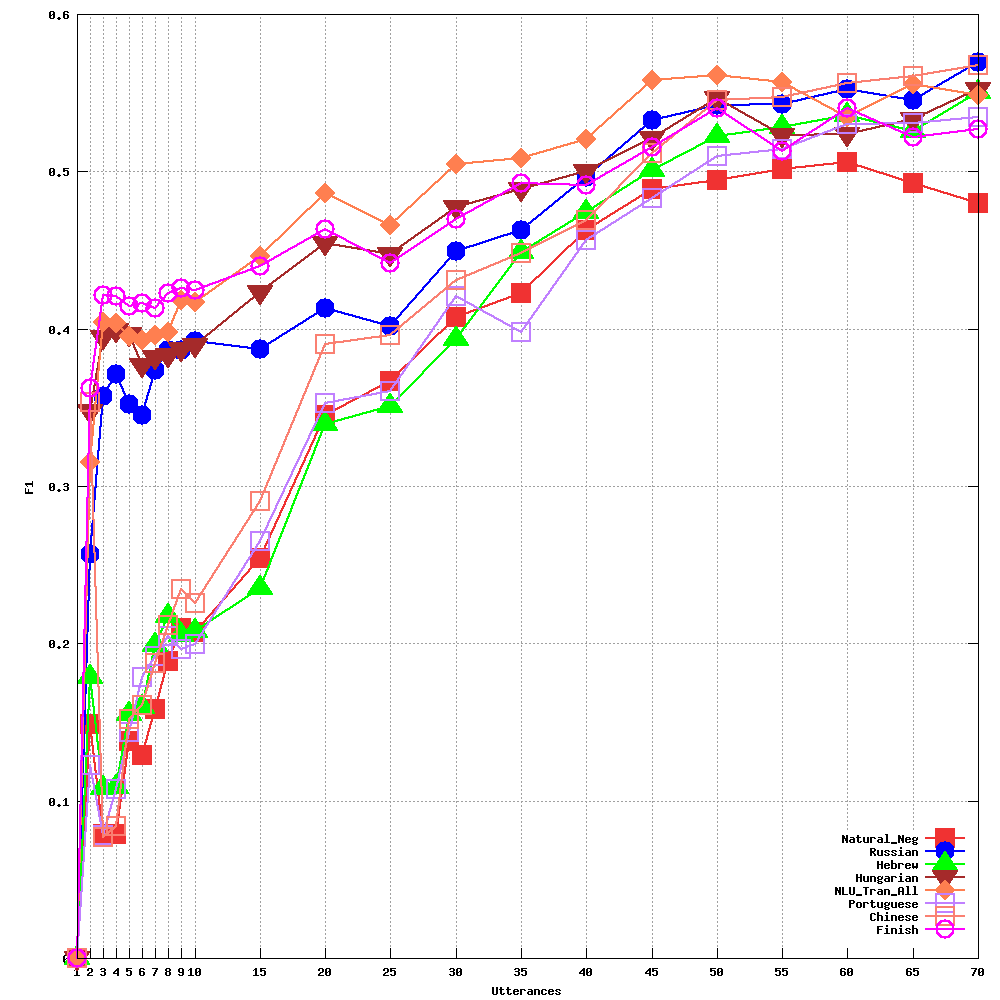 0.6
0.5
0.4
0.3
0.2
0.1
0
F1
1 2 3 4 5 6 7 8 9 10 15 20 25 30 35 40 45 50 55 60 65 70
Utterances
Natural_Neg
Russian
Hebrew
Hungarian
NLU_Tran_All
Portuguese
Chinese
Finish